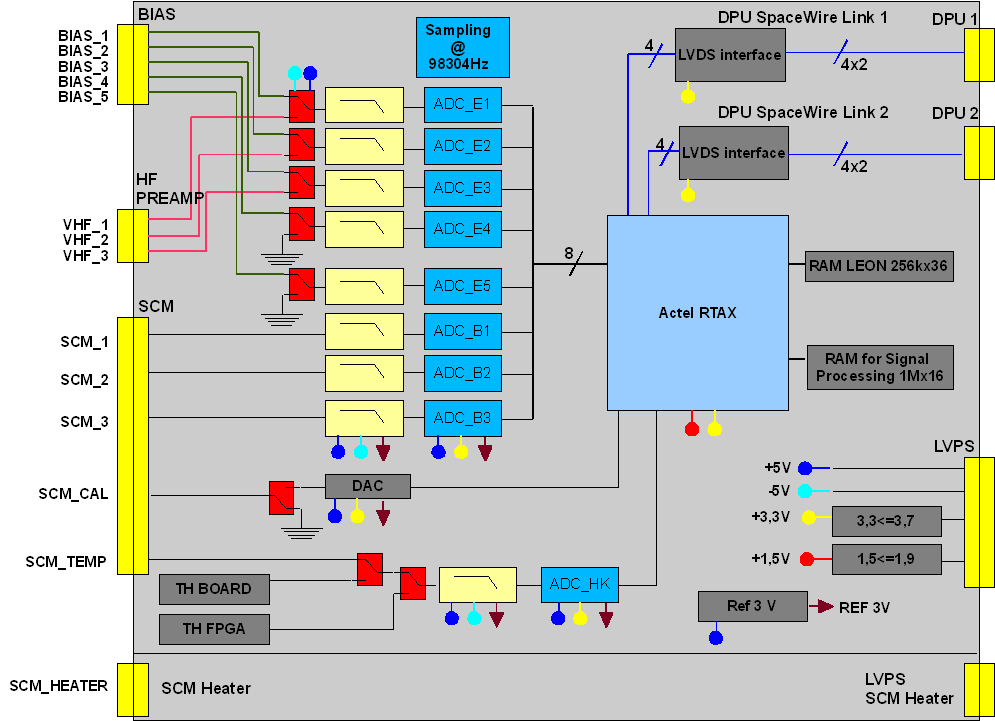 BIAS
BIAS_1
BIAS_2
BIAS_3
BIAS_4
BIAS_5
Sampling
@
98304Hz
DPU SpaceWire Link 1
DPU 1
4
LVDS interface
4x2
DPU SpaceWire Link 2
DPU 2
4
LVDS interface
4x2
ADC_E1
ADC_E2
ADC_E3
ADC_E4
ADC_E5
ADC_B1
ADC_B2
ADC_B3
HF
PREAMP
VHF_1
VHF_2
VHF_3
8
Actel RTAX
RAM LEON 256kx36
RAM for Signal
Processing 1Mx16
SCM
SCM_1
SCM_2
SCM_3
SCM_CAL
DAC
SCM_TEMP
TH BOARD
TH FPGA
ADC_HK
LVPS
+5V
-5V
+3,3V
3,3<=3,7
+1,5V
1,5<=1,9
Ref 3 V
REF 3V
SCM_HEATER
SCM Heater
LVPS
SCM Heater